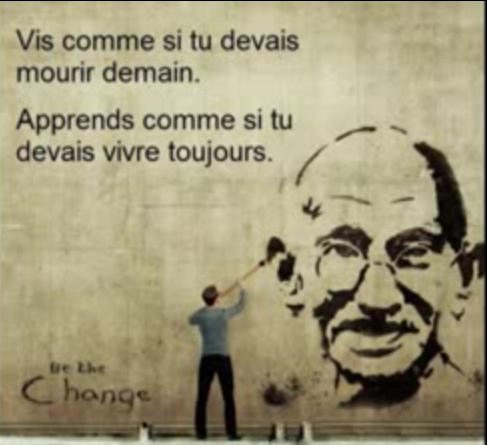 Vis comme si tu devais
mourir demain.
Apprends comme si tu
devais vivre toujours.
Be the
Change